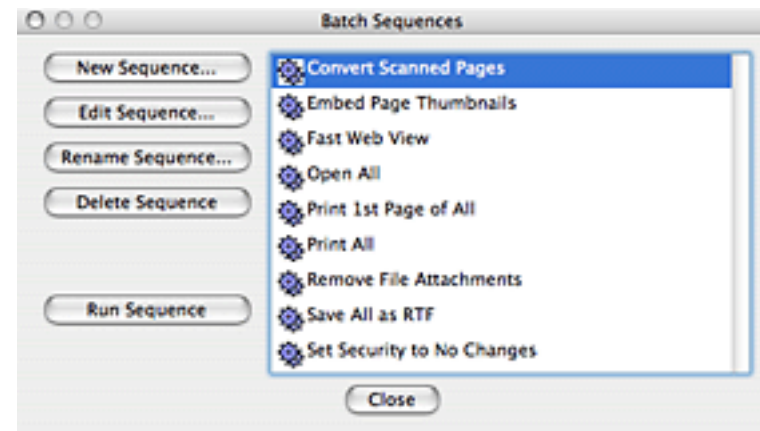 Batch Sequences
New Sequence...
Edit Sequence...
Rename Sequence...
Delete Sequence
Run Sequence
Convert Scanned Pages
Embed Page Thumbnails
Fast Web View
Open All
Print 1st Page of All
Print All
Remove File Attachments
Save All as RTF
Set Security to No Changes
Close